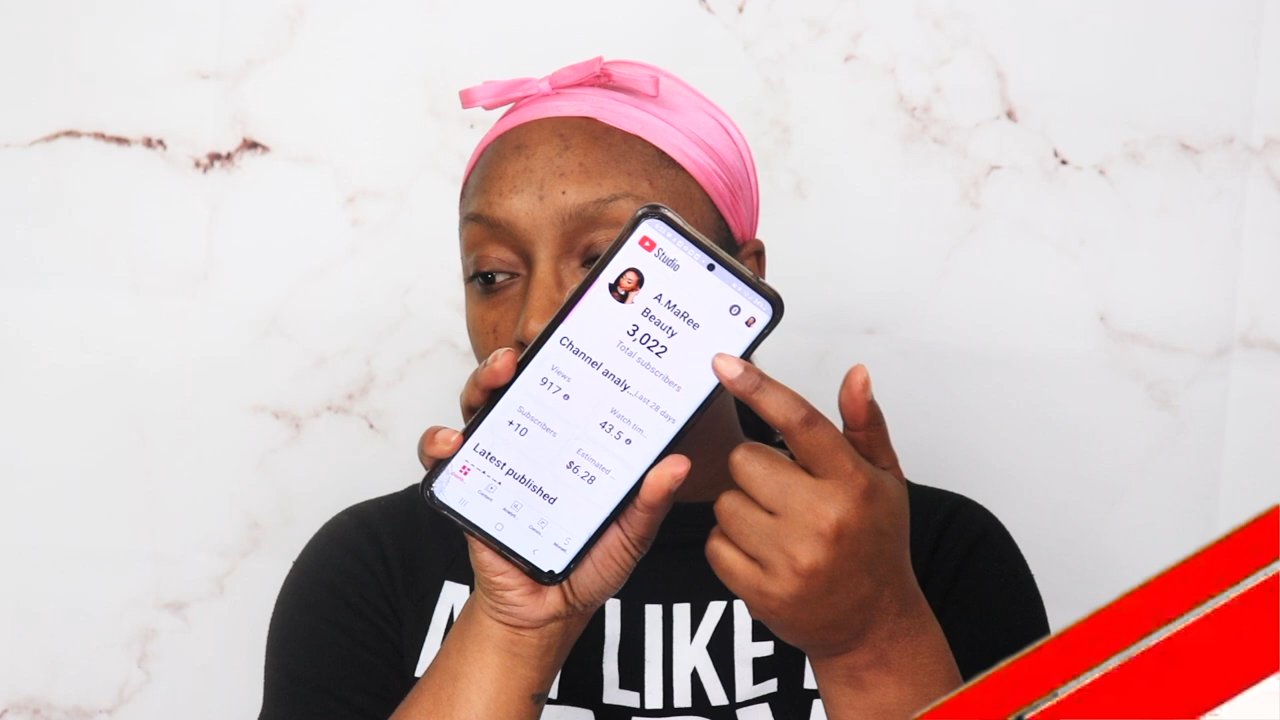 Studio
A.MaRee
Beauty
3,022
Total subscribers
Channel analy...
Last 28 days
Views
917
Watch tim...
43.5
Subscribers
+10
Estimated...
$6.28
Latest published
LIKE